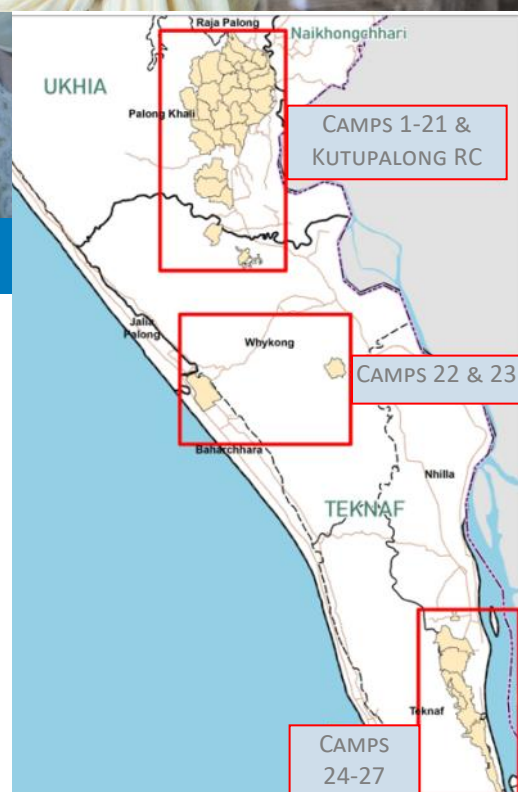 Raja Palong
Naikhongchhari
UKHIA
Palong Khali
CAMPS 1-21 &
KUTUPALONG RC
Jalia
Palong
Whykong
CAMPS 22 & 23
Baharchhara
Nhilla
TEKNAF
Teknaf
CAMPS
24-27